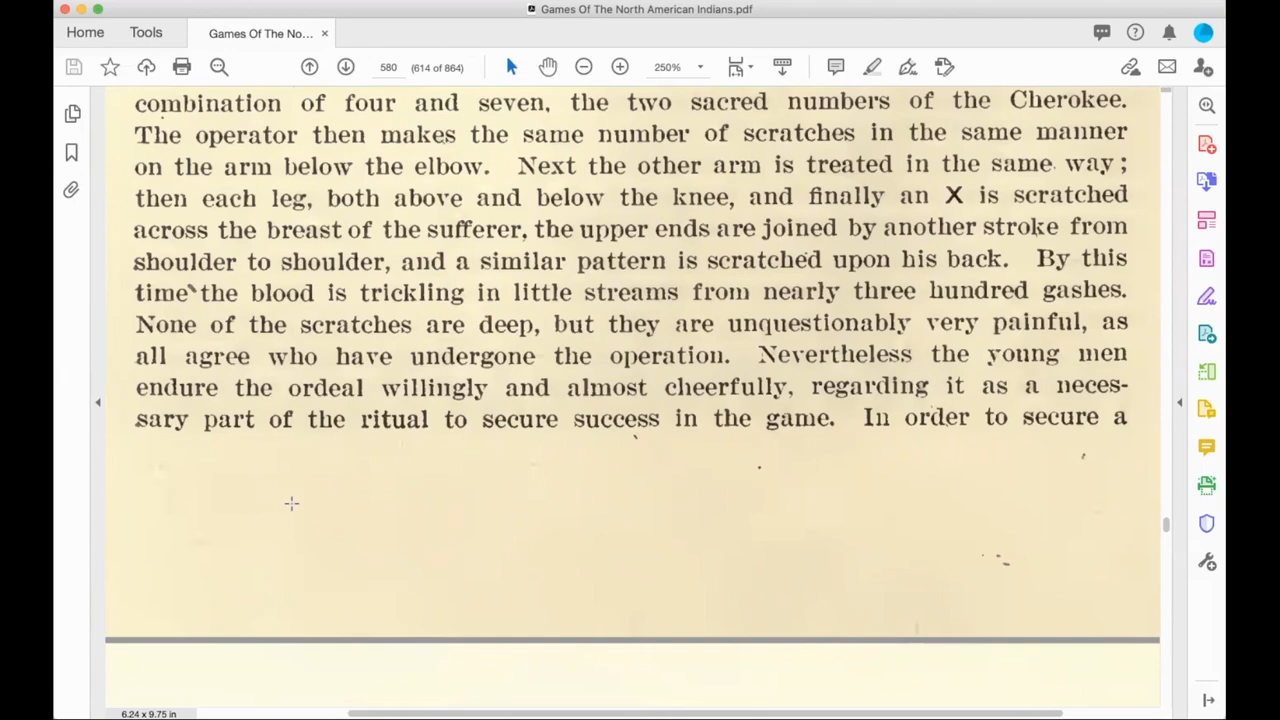 Games Of The North American Indians.pdf
Home Tools Games Of The No... ×
580 (614 of 864) 250%
combination of four and seven, the two sacred numbers of the Cherokee.
The operator then makes the same number of scratches in the same manner
on the arm below the elbow. Next the other arm is treated in the same way;
then each leg, both above and below the knee, and finally an X is scratched
across the breast of the sufferer, the upper ends are joined by another stroke from
shoulder to shoulder, and a similar pattern is scratched upon his back. By this
time the blood is trickling in little streams from nearly three hundred gashes.
None of the scratches are deep, but they are unquestionably very painful, as
all agree who have undergone the operation. Nevertheless the young men
endure the ordeal willingly and almost cheerfully, regarding it as a neces-
sary part of the ritual to secure success in the game. In order to secure a
6.24 x 9.75 in